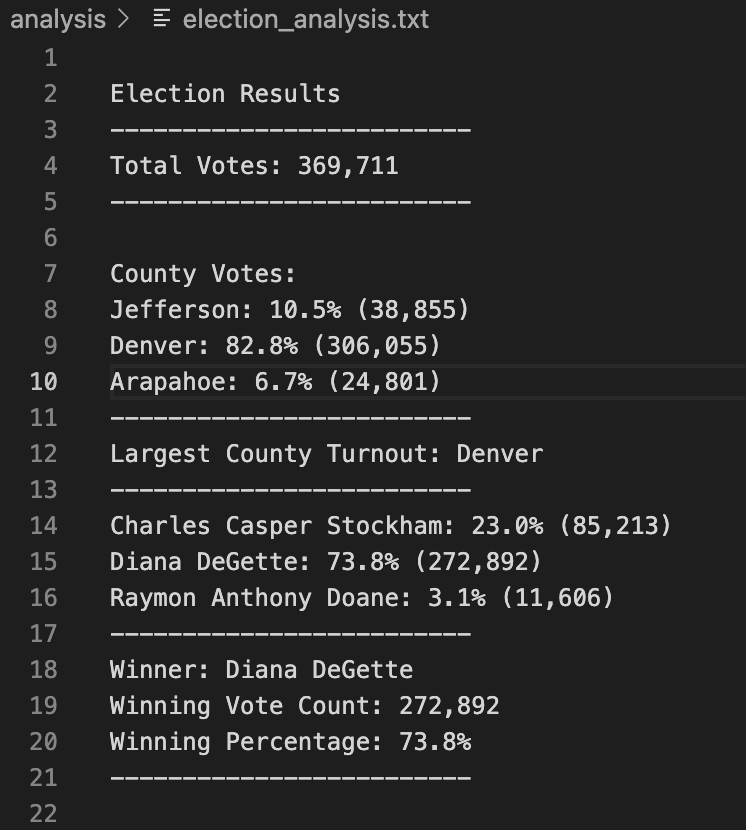 analysis > election_analysis.txt
1
2 Election Results
3 -------------------------
4 Total Votes: 369,711
5 -------------------------
6
7 County Votes:
8 Jefferson: 10.5% (38,855)
9 Denver: 82.8% (306,055)
10 Arapahoe: 6.7% (24,801)
11 -------------------------
12 Largest County Turnout: Denver
13 -------------------------
14 Charles Casper Stockham: 23.0% (85,213)
15 Diana DeGette: 73.8% (272,892)
16 Raymon Anthony Doane: 3.1% (11,606)
17 -------------------------
18 Winner: Diana DeGette
19 Winning Vote Count: 272,892
20 Winning Percentage: 73.8%
21 -------------------------
22